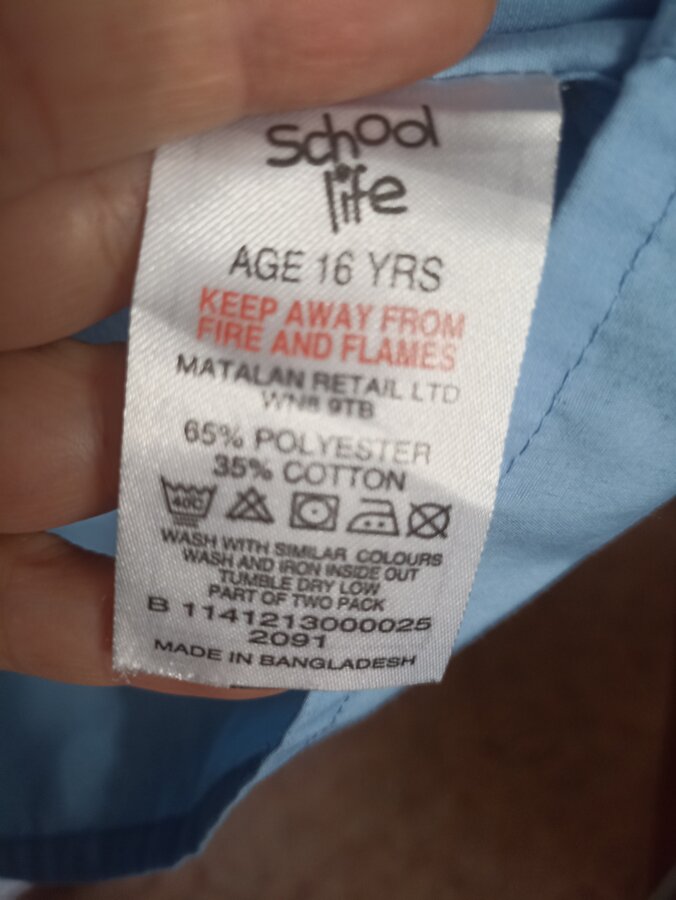 School
life
AGE 16 YRS
KEEP AWAY FROM
FIRE AND FLAMES
MATALAN RETAIL LTD
WN8 9TB
65% POLYESTER
35% COTTON
40C
WASH WITH SIMILAR COLOURS
WASH AND IRON INSIDE OUT
TUMBLE DRY LOW
PART OF TWO PACK
B 1141213000025
2091
MADE IN BANGLADESH